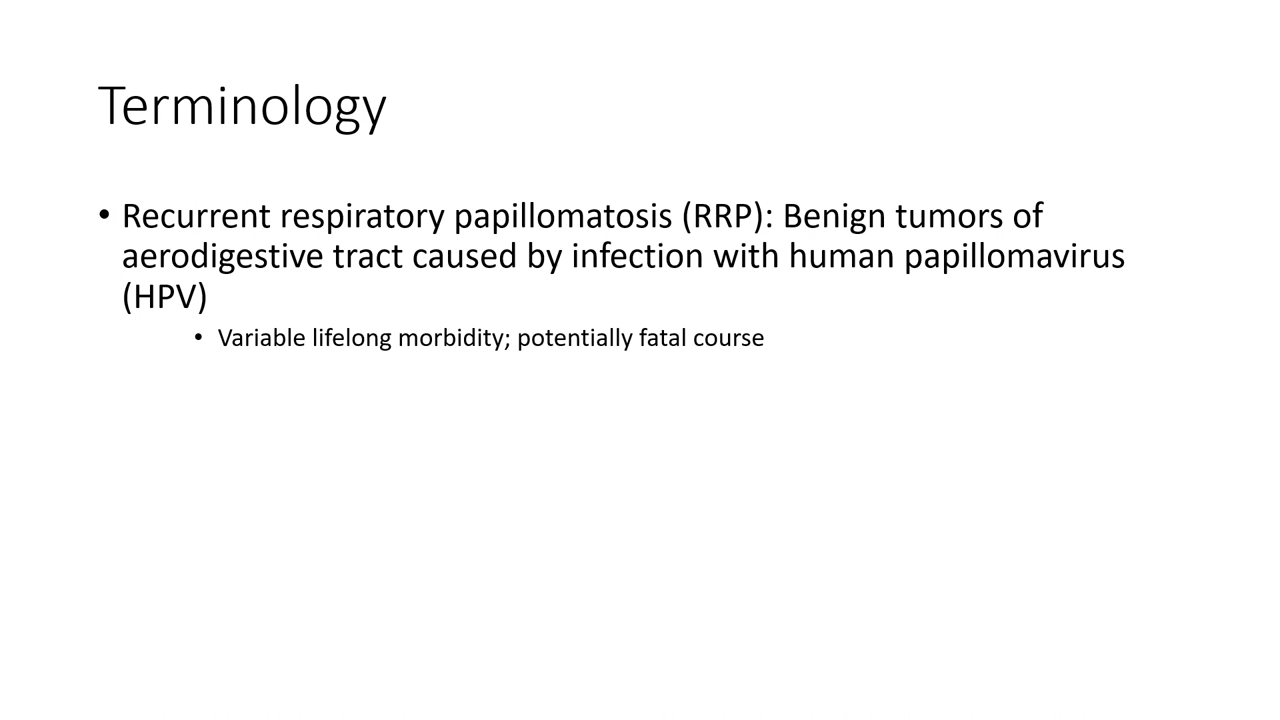 Terminology
• Recurrent respiratory papillomatosis (RRP): Benign tumors of
aerodigestive tract caused by infection with human papillomavirus
(HPV)
• Variable lifelong morbidity; potentially fatal course